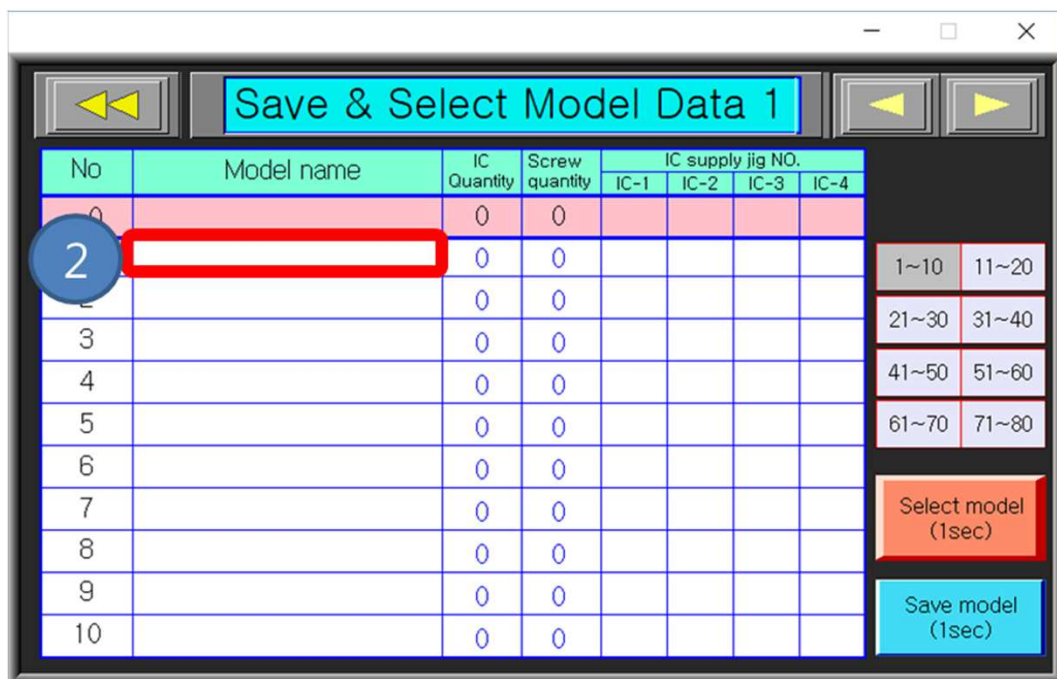 Save & Select Model Data 1
No Model name IC Quantity Screw quantity IC supply jig NO.
IC-1 IC-2 IC-3 IC-4
0 0 0
2 0 0
2 0 0
3 0 0
4 0 0
5 0 0
6 0 0
7 0 0
8 0 0
9 0 0
10 0 0
1~10 11~20
21~30 31~40
41~50 51~60
61~70 71~80
Select model
(1sec)
Save model
(1sec)